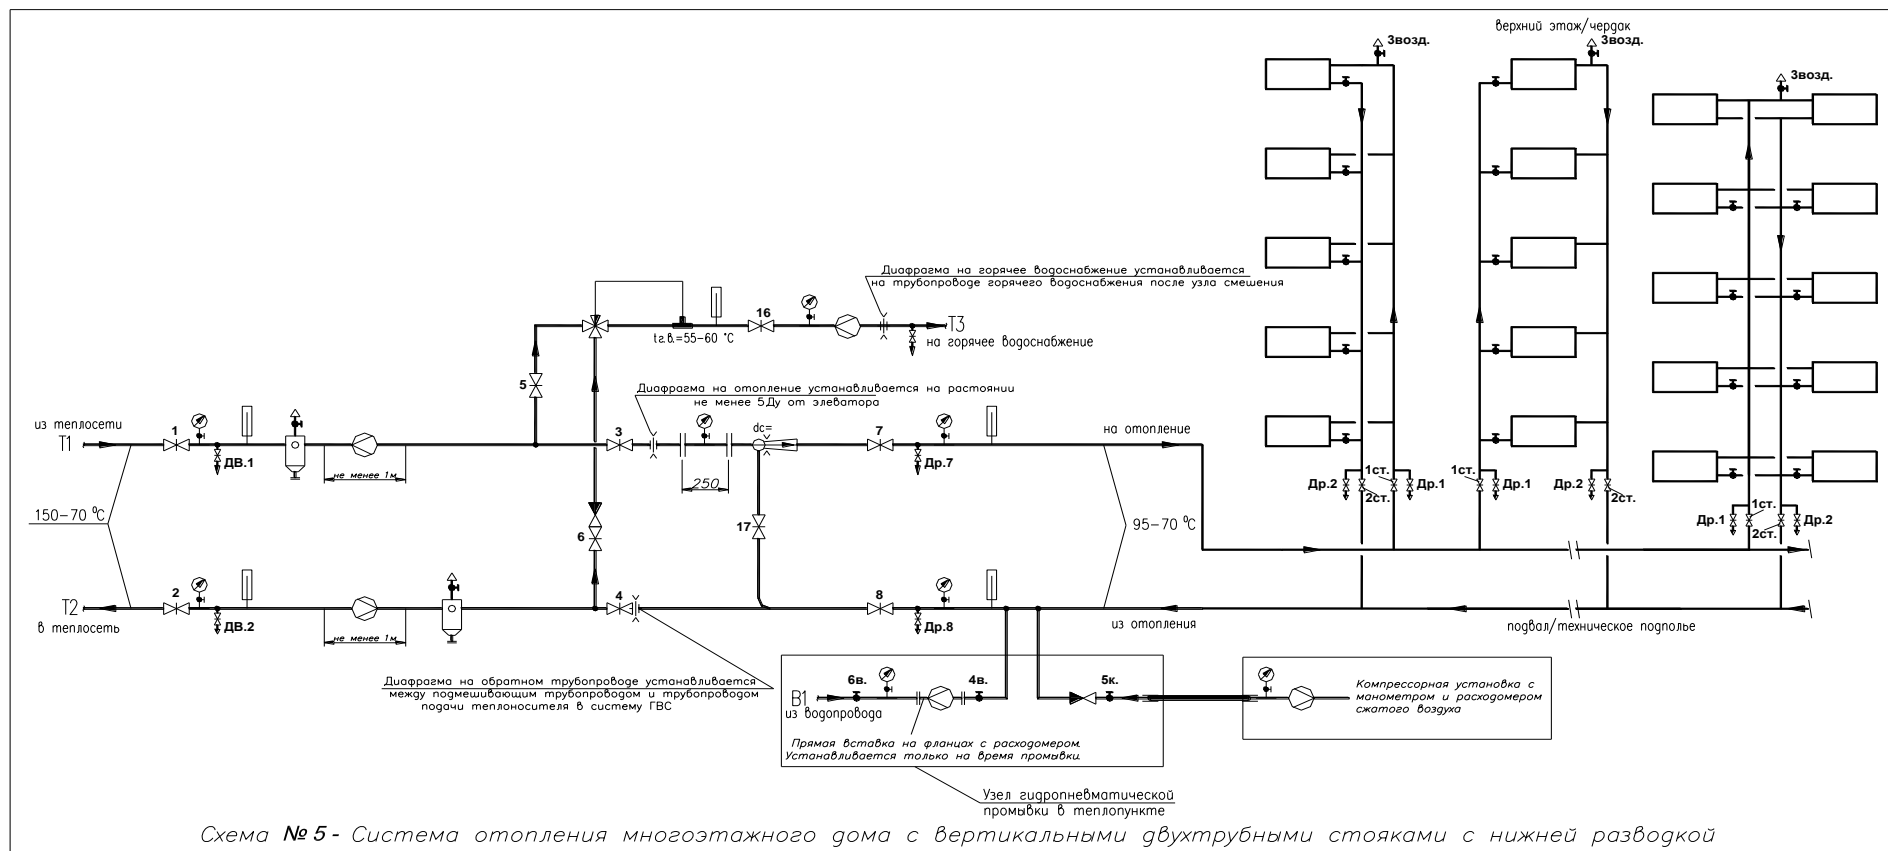 верхний этаж/чердак
Звозд.
Звозд.
Звозд.
Диафрагма на горячее водоснабжение устанавливается
на трубопроводе горячего водоснабжения после узла смешения
16
Т3
tг.в.=55-60 °С
на горячее водоснабжение
5
Диафрагма на отопление устанавливается на растоянии
не менее 5Ду от элеватора
из теплосети
Т1
1
3
dc=
7
на отопление
ДВ.1
не менее 1м
250
Др.7
Др.2
1ст.
2ст.
Др.1
1ст.
Др.1
Др.2
2ст.
Др.1
1ст.
2ст.
Др.2
150-70 °С
6
17
95-70 °С
Т2
в теплосеть
2
4
8
ДВ.2
не менее 1м
Др.8
из отопления
подвал/техническое подполье
Диафрагма на обратном трубопроводе устанавливается
между подмешивающим трубопроводом и трубопроводом
подачи теплоносителя в систему ГВС
В1
из водопровода
6в.
4в.
5к.
Прямая вставка на фланцах с расходомером.
Устанавливается только на время промывки.
Компрессорная установка с
манометром и расходомером
сжатого воздуха
Узел гидропневматической
промывки в теплопункте
Схема № 5 - Система отопления многоэтажного дома с вертикальными двухтрубными стояками с нижней разводкой